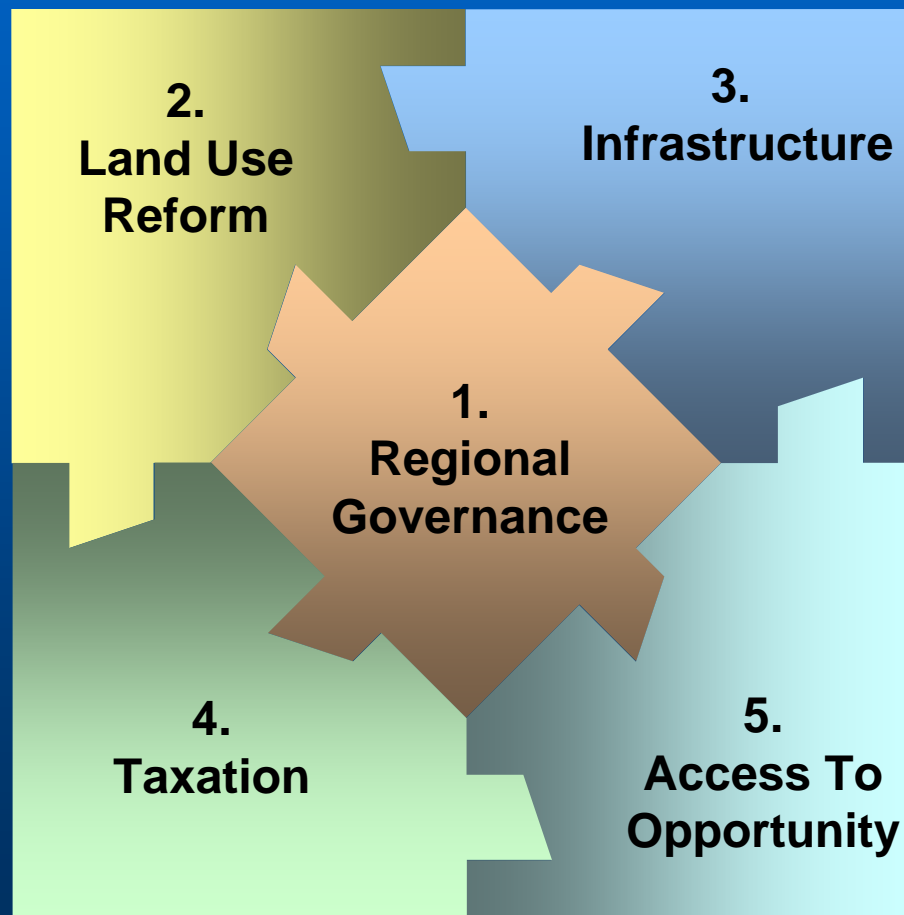 2.
Land Use
Reform
3.
Infrastructure
1.
Regional
Governance
4.
Taxation
5.
Access To
Opportunity